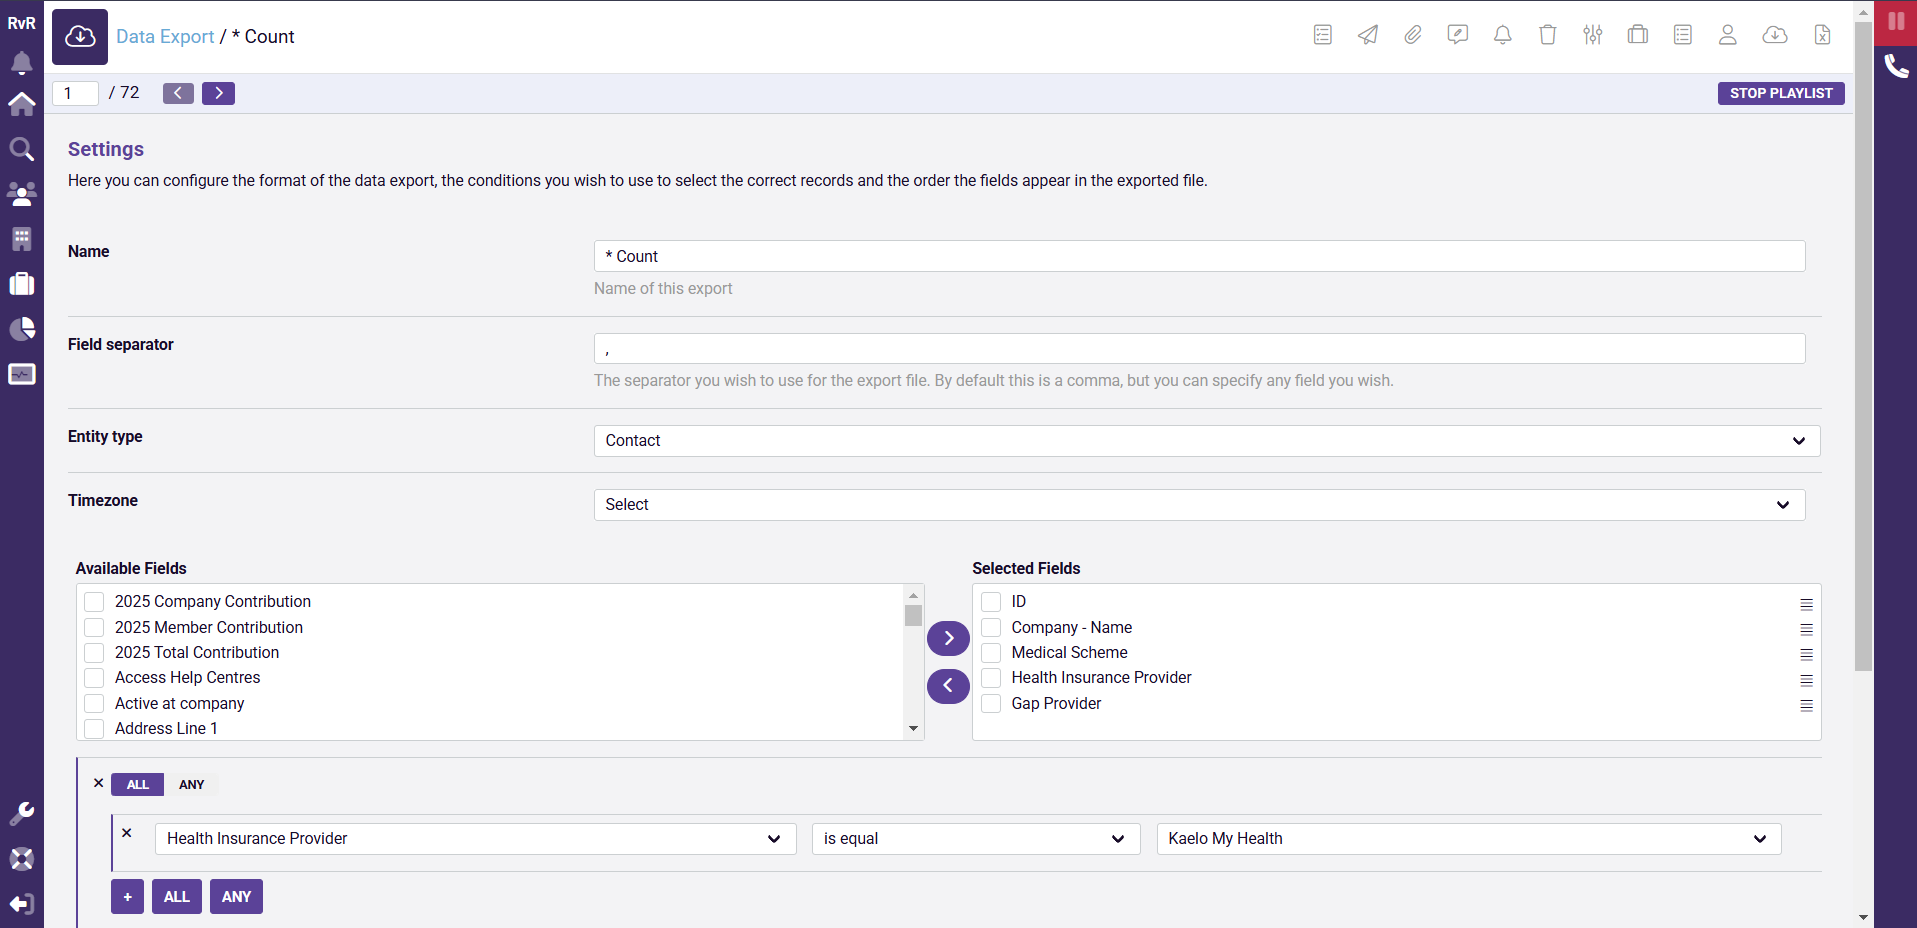 RvR
Data Export / * Count
1 / 72
STOP PLAYLIST
Settings
Here you can configure the format of the data export, the conditions you wish to use to select the correct records and the order the fields appear in the exported file.
Name
* Count
Name of this export
Field separator
,
The separator you wish to use for the export file. By default this is a comma, but you can specify any field you wish.
Entity type
Contact
Timezone
Select
Available Fields
2025 Company Contribution
2025 Member Contribution
2025 Total Contribution
Access Help Centres
Active at company
Address Line 1
Selected Fields
ID
Company - Name
Medical Scheme
Health Insurance Provider
Gap Provider
ALL ANY
Health Insurance Provider is equal Kaelo My Health
+ ALL ANY